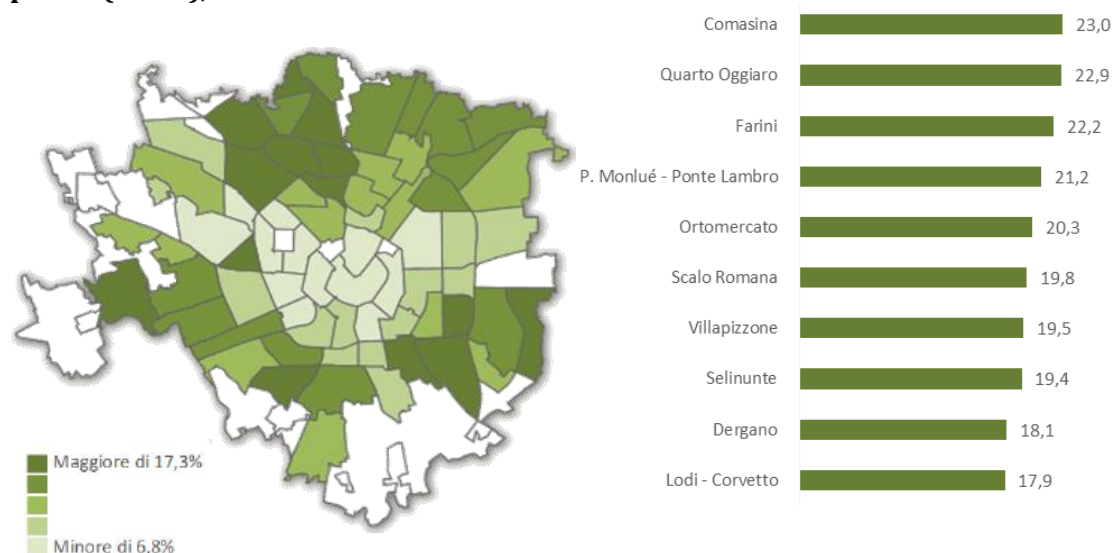 Maggiore di 17,3%
Minore di 6,8%
Comasina 23,0
Quarto Oggiaro 22,9
Farini 22,2
P. Monlué - Ponte Lambro 21,2
Ortomercato 20,3
Scalo Romana 19,8
Villapizzone 19,5
Selinunte 19,4
Dergano 18,1
Lodi - Corvetto 17,9